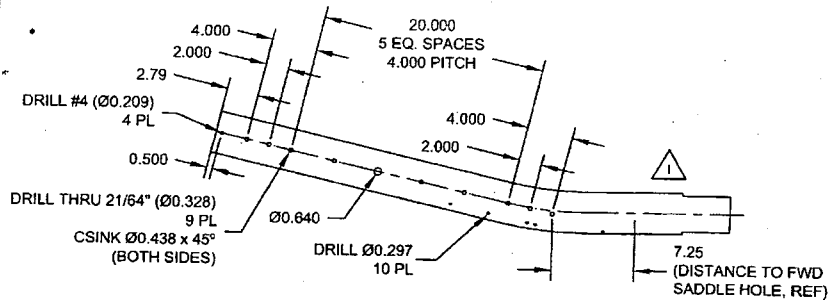 20.000
5 EQ. SPACES
4.000 PITCH
4.000
2.000
2.79
DRILL #4 (Ø0.209)
4 PL
0.500
4.000
2.000
DRILL THRU 21/64" (Ø0.328)
9 PL
CSINK Ø0.438 x 45°
(BOTH SIDES)
Ø0.640
DRILL Ø0.297
10 PL
1
7.25
(DISTANCE TO FWD
SADDLE HOLE, REF)